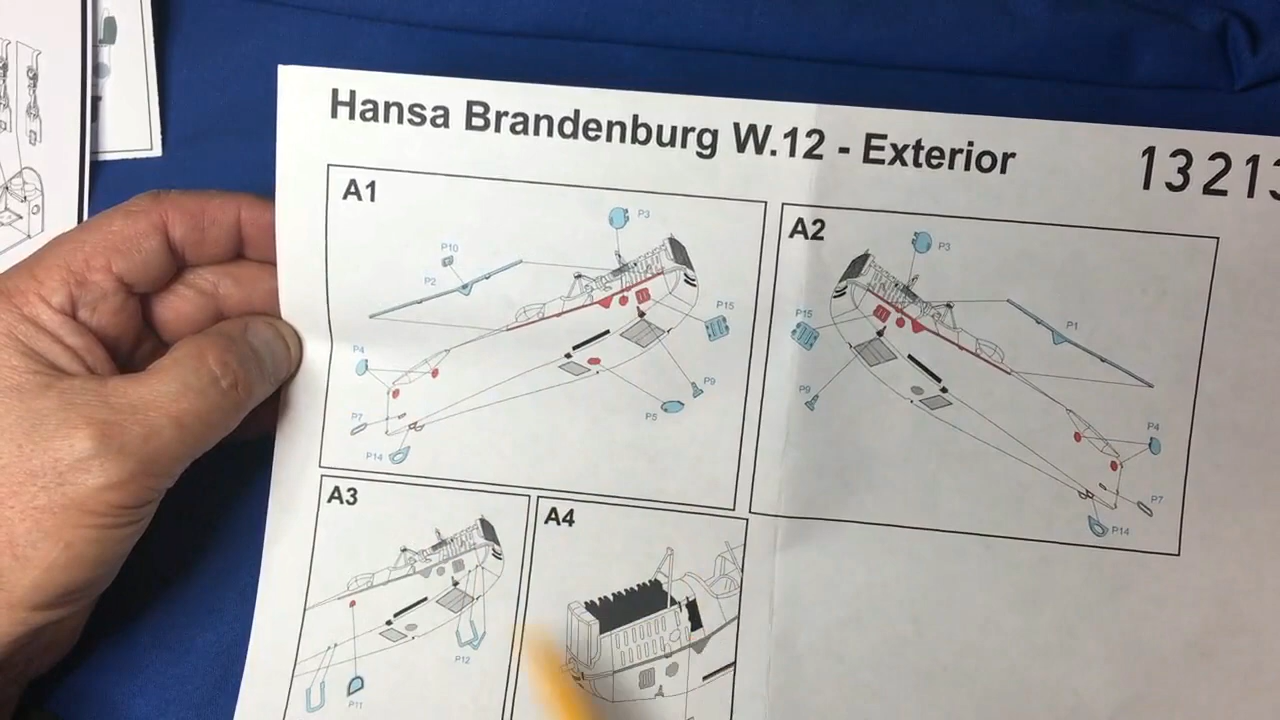 Hansa Brandenburg W.12 - Exterior
1321
A1
P3
P10
P2
P15
P4
P9
P5
P7
P14
A2
P3
P15
P1
P9
P4
P7
P14
A3
P12
P11
A4